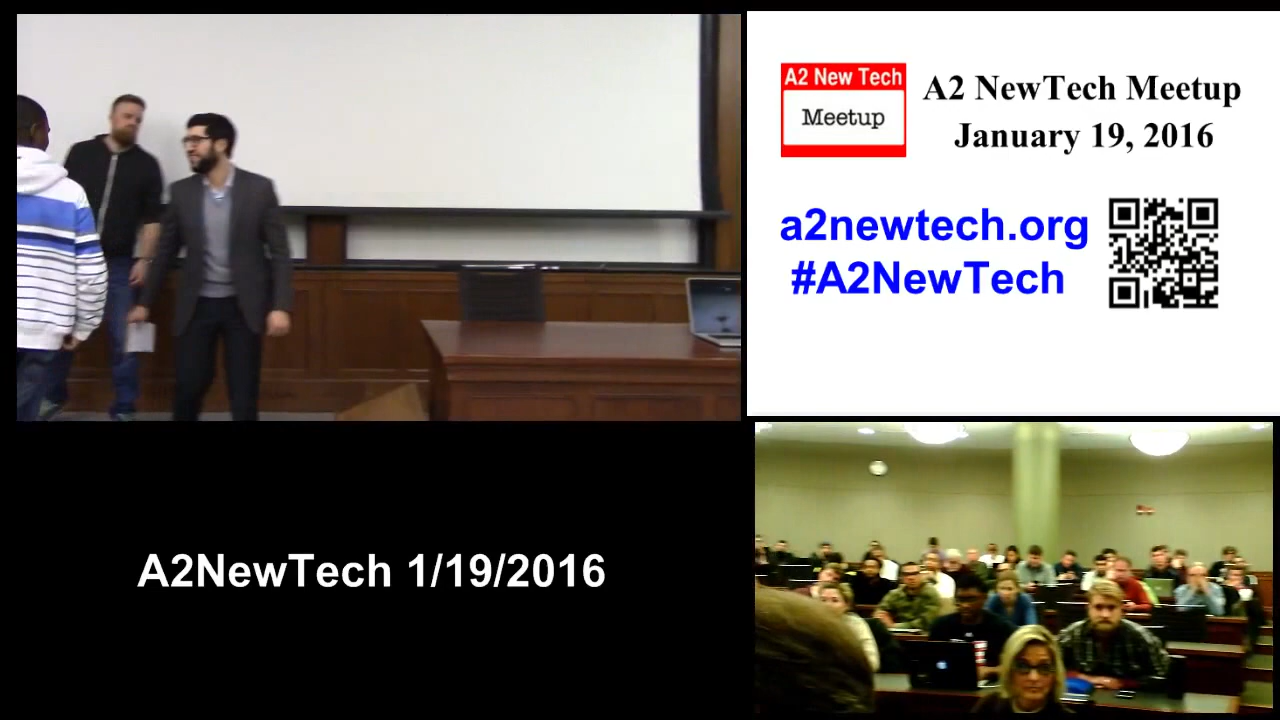 A2 New Tech
Meetup
A2 NewTech Meetup
January 19, 2016
a2newtech.org
#A2NewTech
A2NewTech 1/19/2016